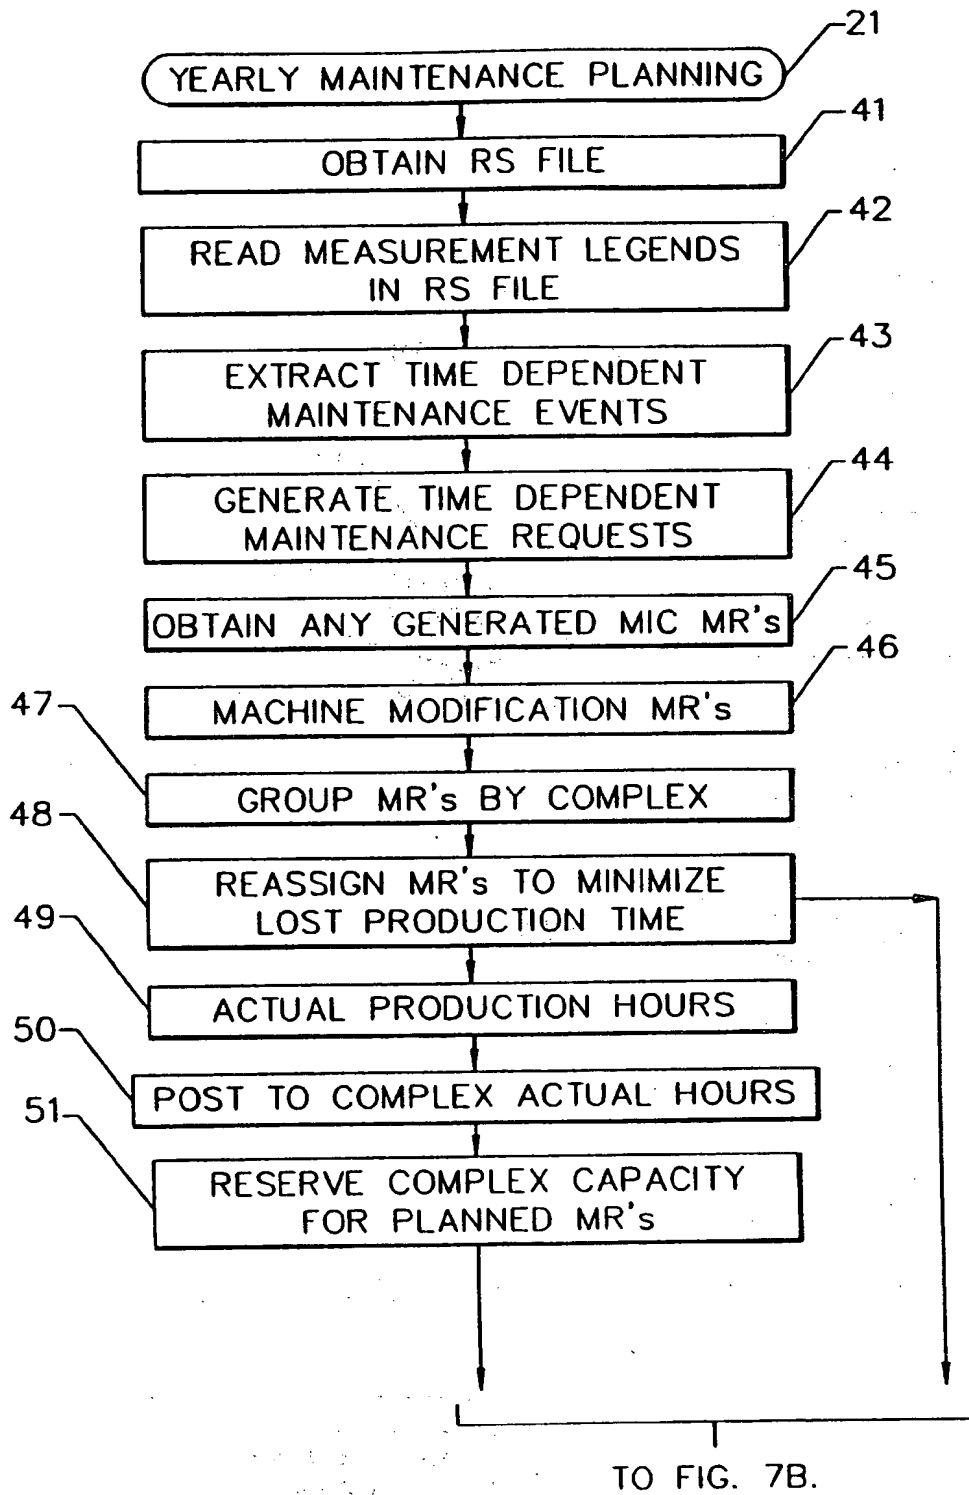 21
YEARLY MAINTENANCE PLANNING
41
OBTAIN RS FILE
42
READ MEASUREMENT LEGENDS
IN RS FILE
43
EXTRACT TIME DEPENDENT
MAINTENANCE EVENTS
44
GENERATE TIME DEPENDENT
MAINTENANCE REQUESTS
45
OBTAIN ANY GENERATED MIC MR's
46
MACHINE MODIFICATION MR's
47
GROUP MR's BY COMPLEX
48
REASSIGN MR's TO MINIMIZE
LOST PRODUCTION TIME
49
ACTUAL PRODUCTION HOURS
50
POST TO COMPLEX ACTUAL HOURS
51
RESERVE COMPLEX CAPACITY
FOR PLANNED MR's
TO FIG. 7B.